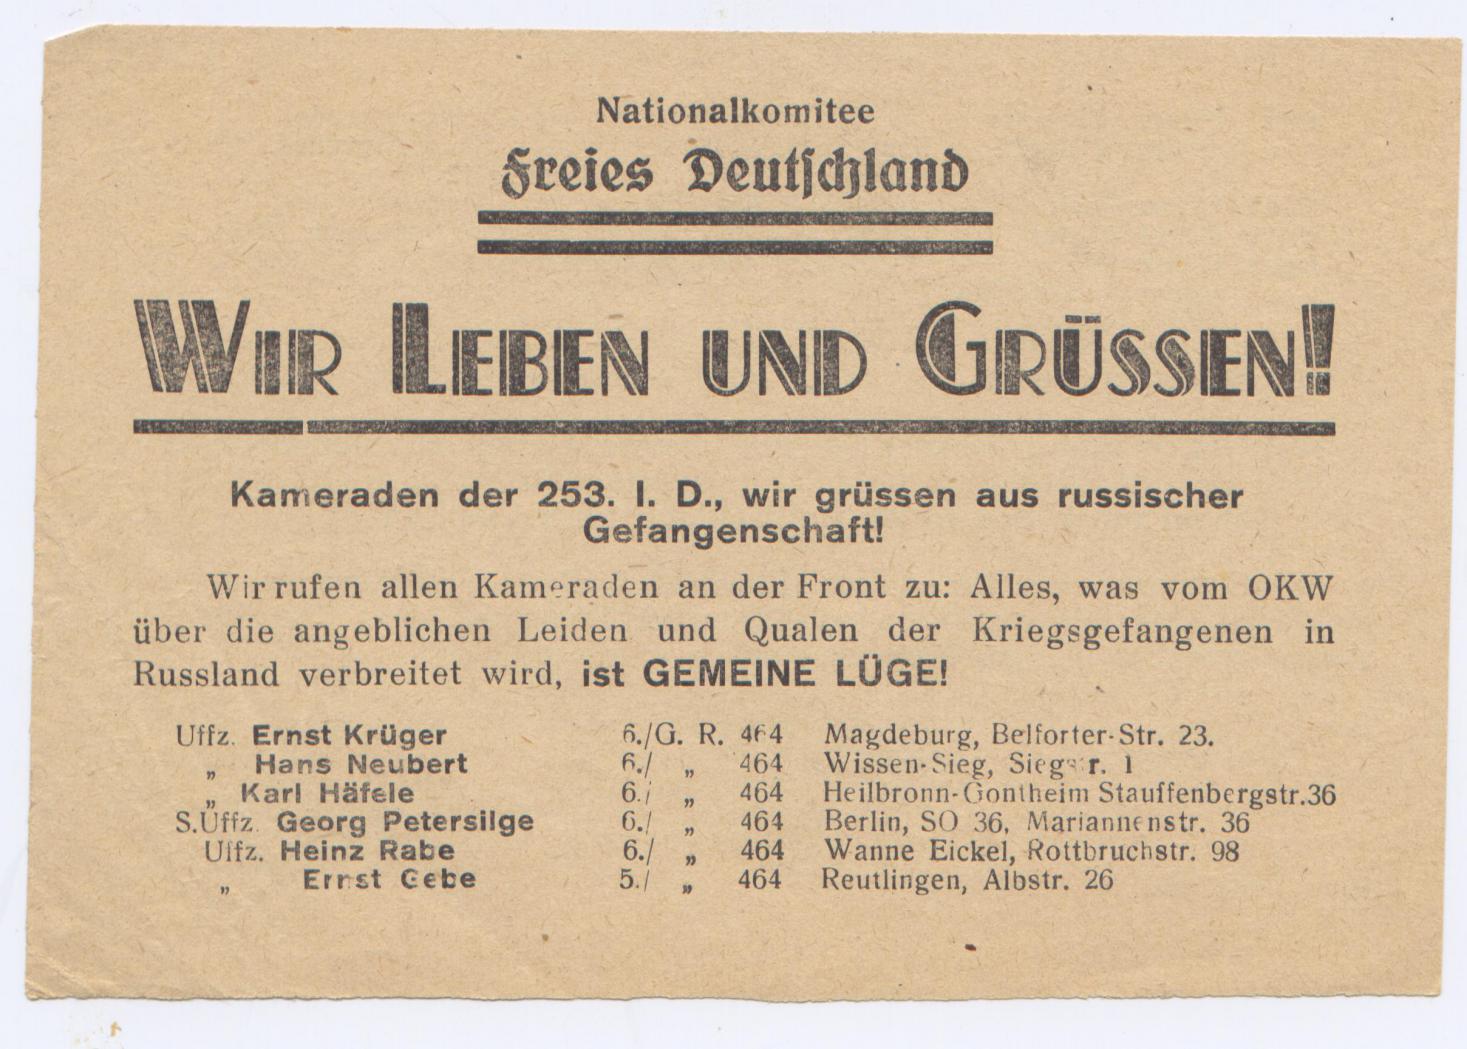 Nationalkomitee
Freies Deutschland
WIR LEBEN UND GRÜSSEN!
Kameraden der 253. I. D., wir grüssen aus russischer
Gefangenschaft!
Wir rufen allen Kameraden an der Front zu: Alles, was vom OKW
über die angeblichen Leiden und Qualen der Kriegsgefangenen in
Russland verbreitet wird, ist GEMEINE LÜGE!
Uffz. Ernst Krüger 6./G. R. 464 Magdeburg, Belforter-Str. 23.
„ Hans Neubert 6./ „ 464 Wissen-Sieg, Siegstr. 1
„ Karl Häfele 6./ „ 464 Heilbronn-Gontheim Stauffenbergstr.36
S.Uffz. Georg Petersilge 6./ „ 464 Berlin, SO 36, Mariannenstr. 36
Uffz. Heinz Rabe 6./ „ 464 Wanne Eickel, Rottbruchstr. 98
„ Ernst Gebe 5./ „ 464 Reutlingen, Albstr. 26